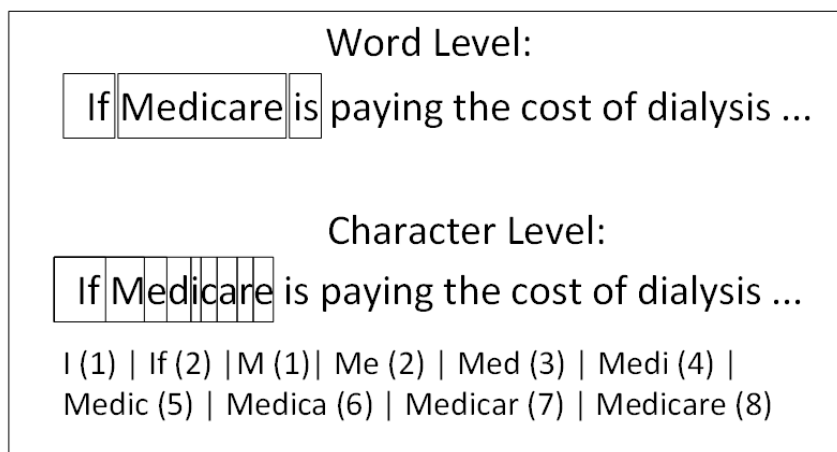 Word Level:
If Medicare is paying the cost of dialysis ...
Character Level:
If Medicare is paying the cost of dialysis ...
I (1) | If (2) |M (1)| Me (2) | Med (3) | Medi (4) |
Medic (5) | Medica (6) | Medicar (7) | Medicare (8)